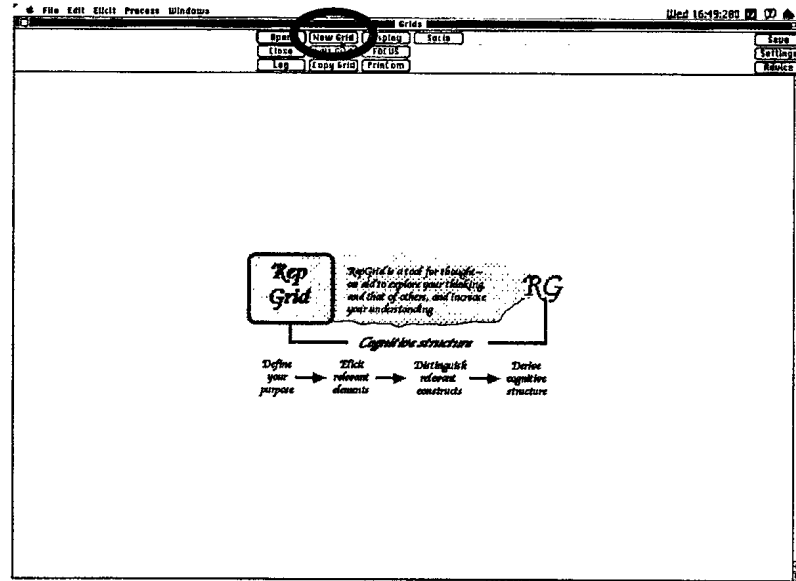 File Edit Elicit Process Windows
Wed 16:49:280
Grids
Open New Grid Display Socio
Save
Close FOCUS
Settings
Log Copy Grid PrinCom
Advice
Rep
Grid
RepGrid is a tool for thought—
an aid to explore your thinking,
and that of others, and increase
your understanding
RG
Cognitive structure
Define
your
purpose
Elicit
relevant
elements
Distinguish
relevant
constructs
Derive
cognitive
structure